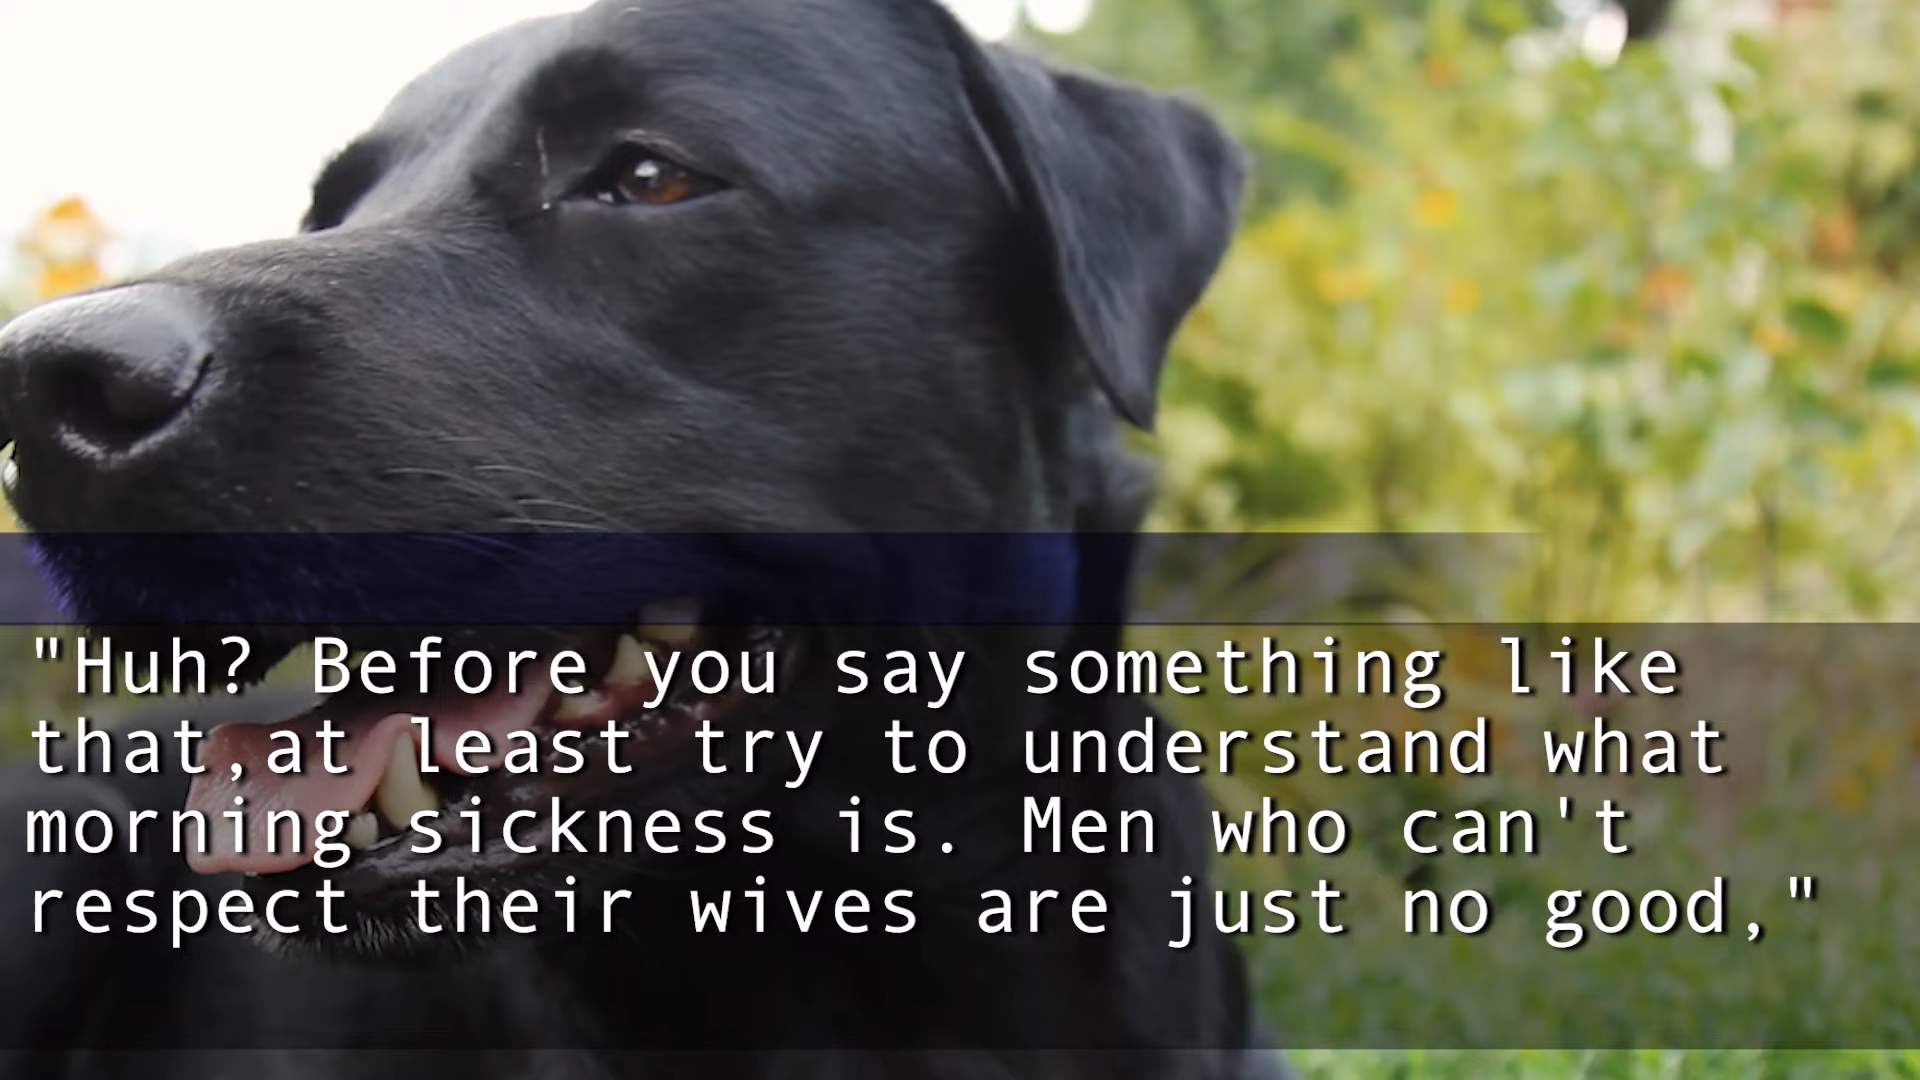 "Huh? Before you say something like
that,at least try to understand what
morning sickness is. Men who can't
respect their wives are just no good,"